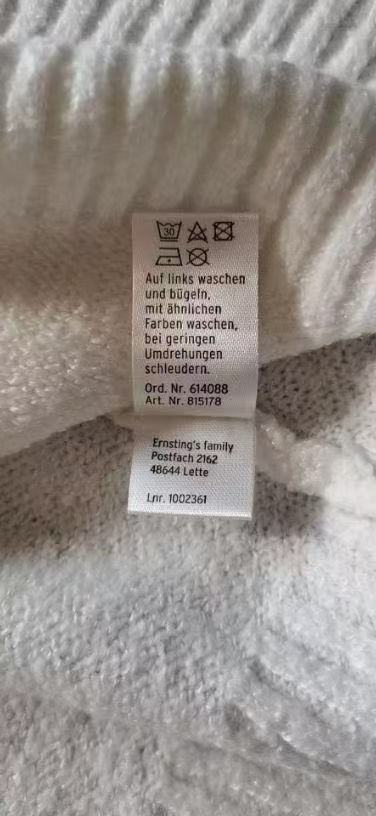 30
Auf links waschen
und bügeln,
mit ähnlichen
Farben waschen,
bei geringen
Umdrehungen
schleudern.
Ord. Nr. 614088
Art. Nr. 815178
Ernsting's family
Postfach 2162
48644 Lette
Lnr. 1002361